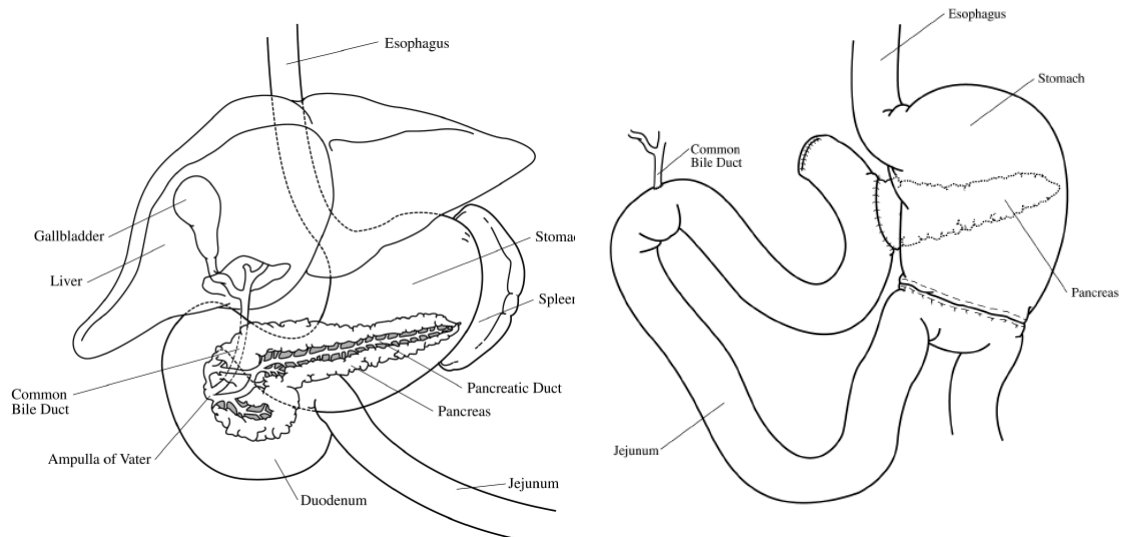 Esophagus
Gallbladder
Liver
Stomac
Spleen
Common
Bile Duct
Pancreatic Duct
Pancreas
Ampulla of Vater
Jejunum
Duodenum
Esophagus
Stomach
Common
Bile Duct
Pancreas
Jejunum